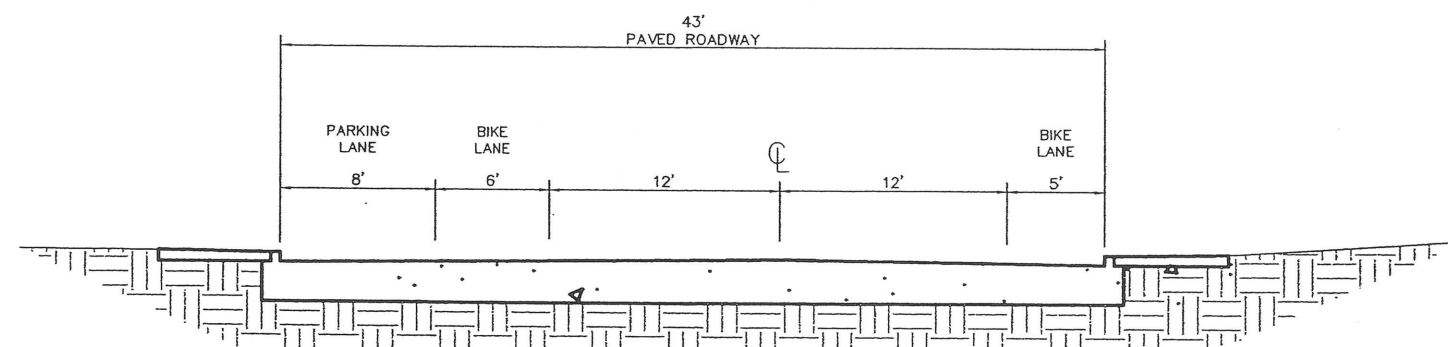 43'
PAVED ROADWAY
PARKING
LANE
BIKE
LANE
BIKE
LANE
℄
8'
6'
12'
12'
5'